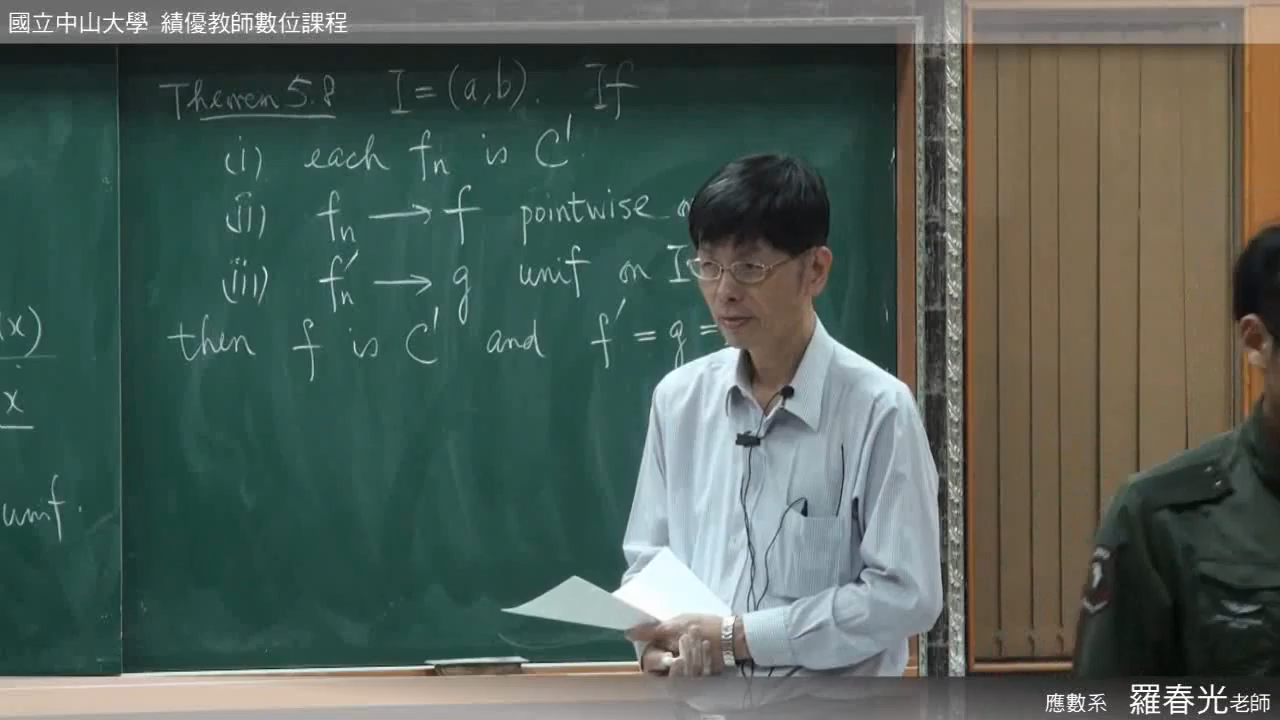 國立中山大學 績優教師數位課程
Theorem 5.8 I = (a,b). If
(i) each fn is C'.
(ii) fn → f pointwise
(iii) fn' → g unif on I
then f is C' and f' = g =
(x)
x
unif.
應數系 羅春光老師